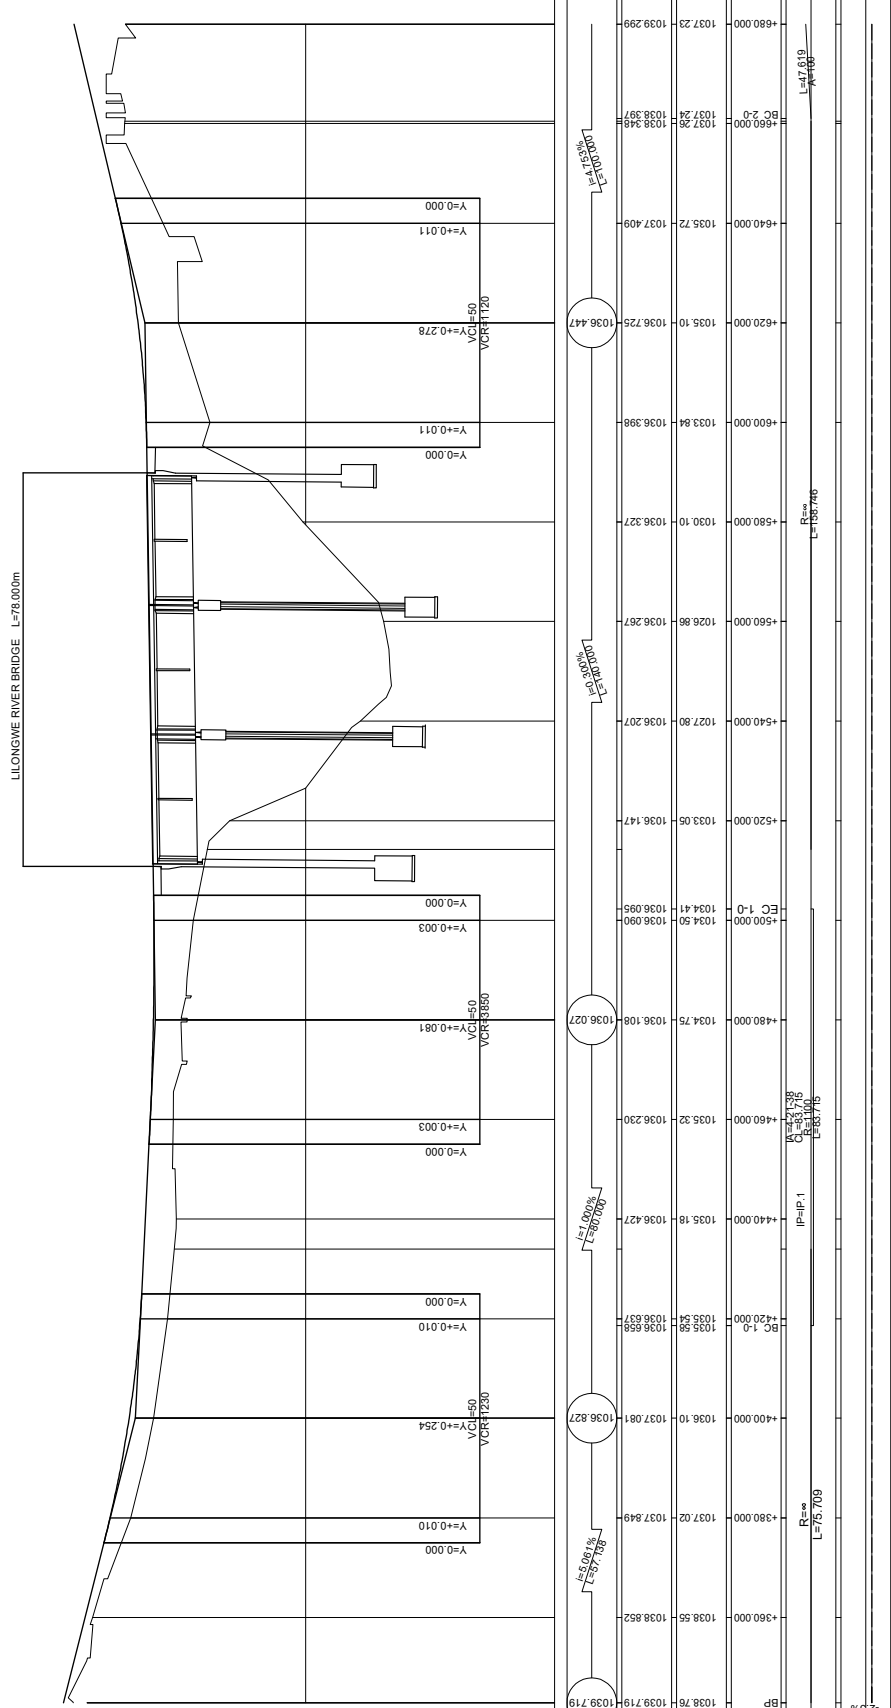 LILONGWE RIVER BRIDGE L=78.000m
Y=0.000
Y=+0.011
Y=+0.278
VCL=50
VCR=1120
Y=+0.011
Y=0.000
Y=0.000
Y=+0.003
Y=+0.081
VCL=50
VCR=3850
Y=+0.003
Y=0.000
Y=0.000
Y=+0.010
Y=+0.254
VCL=50
VCR=1230
Y=+0.010
Y=0.000
i=4.753%
L=100.000
1036.447
i=0.300%
L=140.000
1036.027
i=1.000%
L=80.000
1036.827
i=5.061%
L=57.138
1039.719
1039.299 1037.23 +680.000
1038.397 1037.24 BC 2-0
1038.348 1037.26 +660.000
1037.409 1035.72 +640.000
1036.725 1035.10 +620.000
1036.398 1033.84 +600.000
1036.327 1030.10 +580.000
1036.267 1026.86 +560.000
1036.207 1027.80 +540.000
1036.147 1033.05 +520.000
1036.095 1034.41 EC 1-0
1036.090 1034.50 +500.000
1036.108 1034.75 +480.000
1036.230 1035.32 +460.000
1036.427 1035.18 +440.000
1036.637 1035.54 +420.000
1036.658 1035.58 BC 1-0
1037.081 1036.10 +400.000
1037.849 1037.02 +380.000
1038.852 1038.55 +360.000
1039.719 1038.76 BP
L=47.619
A=100
R=∞
L=158.746
IA=4-21-38
CL=83.715
R=1100
L=83.715
IP=IP.1
R=∞
L=75.709